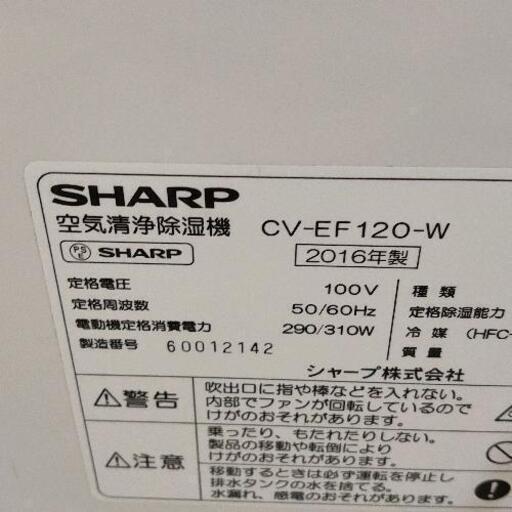 SHARP
空気清浄除湿機 CV-EF120-W
PS E SHARP 2016年製
定格電圧 100V 種類
定格周波数 50/60Hz 定格除湿能力
電動機定格消費電力 290/310W 冷媒 (HFC-
製造番号 60012142 質量
シャープ株式会社
⚠警告 吹出口に指や棒などを入れない。
内部でファンが回転しているので
けがのおそれがあります。
⚠注意 乗ったり、もたれたりしない。
製品の移動や転倒により
けがのおそれがあります。
移動するときは必ず運転を停止し
排水タンクの水を捨てる。
水漏れ、感電のおそれがあります。